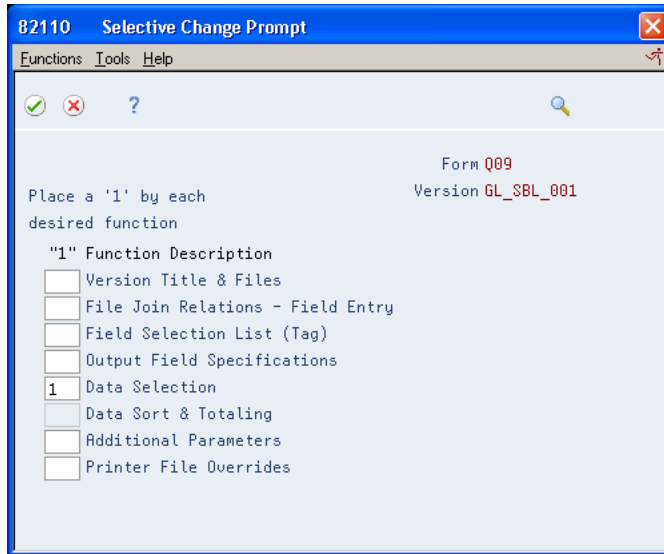 82110 Selective Change Prompt
Functions Tools Help
?
Form Q09
Place a '1' by each Version GL_SBL_001
desired function
"1" Function Description
Version Title & Files
File Join Relations - Field Entry
Field Selection List (Tag)
Output Field Specifications
1 Data Selection
Data Sort & Totaling
Additional Parameters
Printer File Overrides